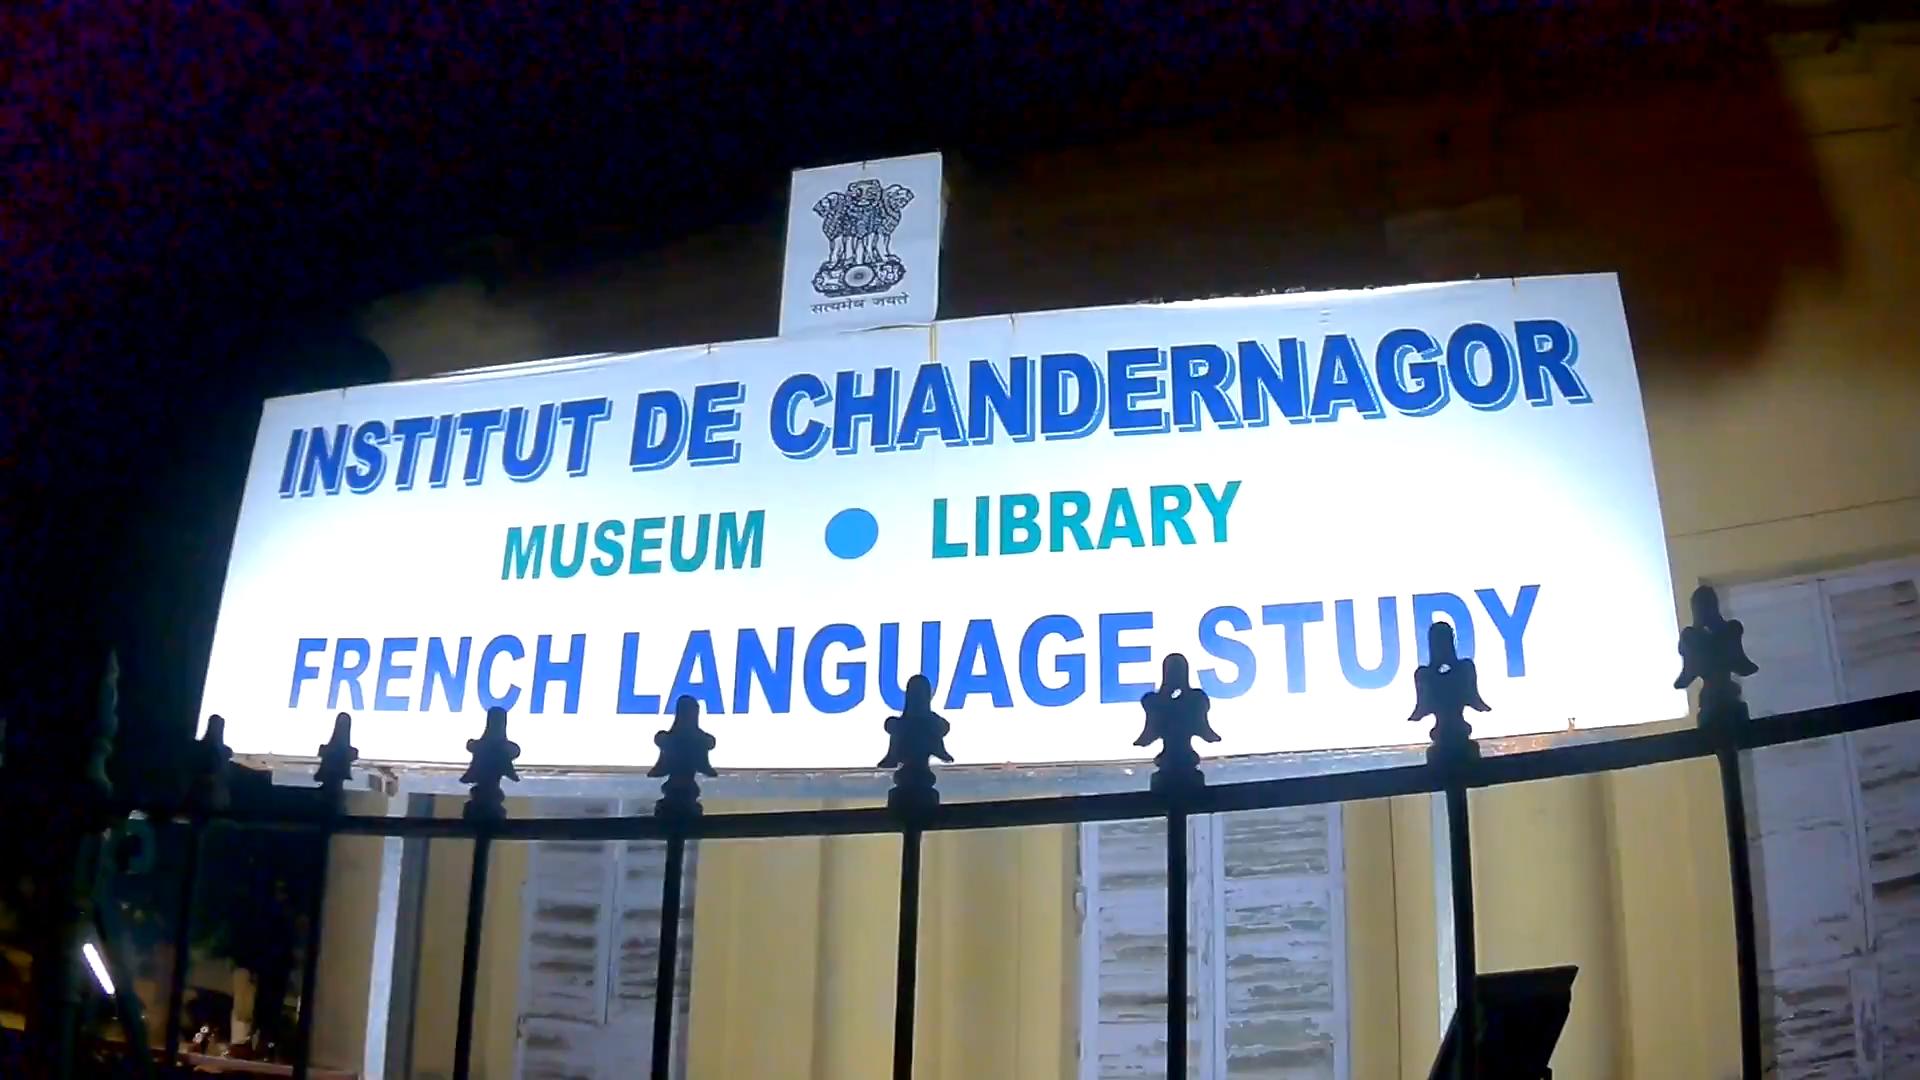 सत्यमेव जयते
INSTITUT DE CHANDERNAGOR
MUSEUM ● LIBRARY
FRENCH LANGUAGE STUDY